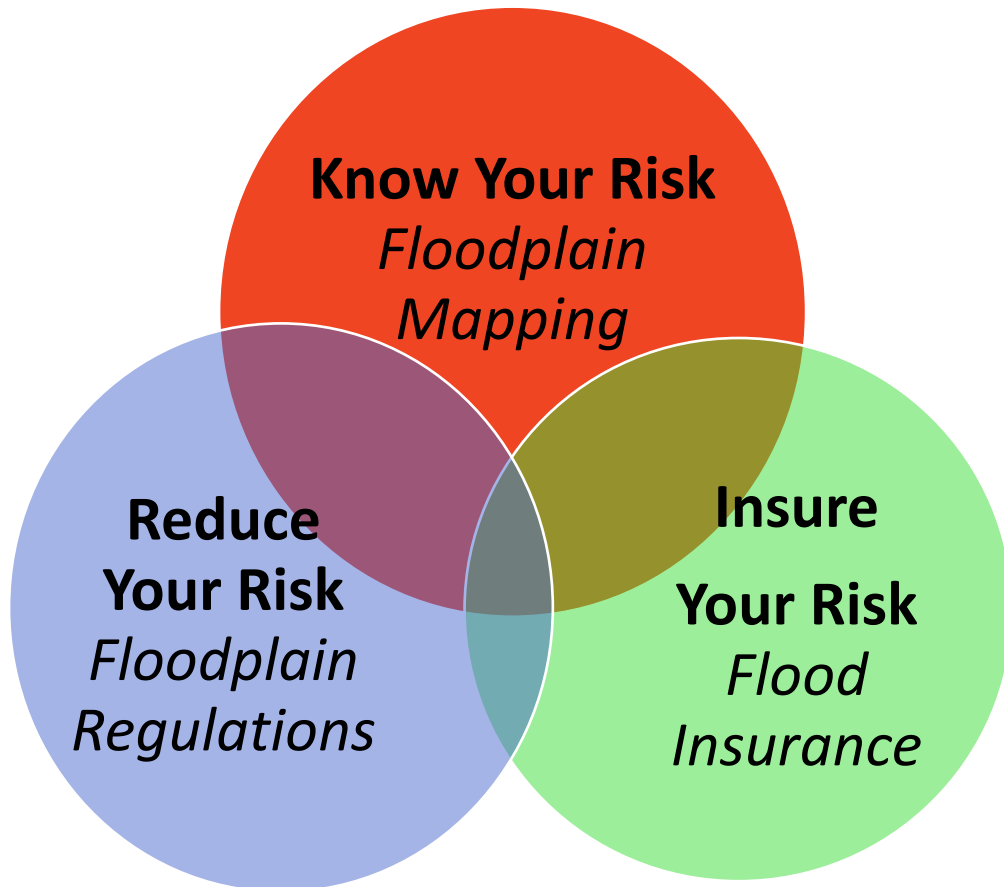 Know Your Risk
Floodplain
Mapping
Reduce
Your Risk
Floodplain
Regulations
Insure
Your Risk
Flood
Insurance